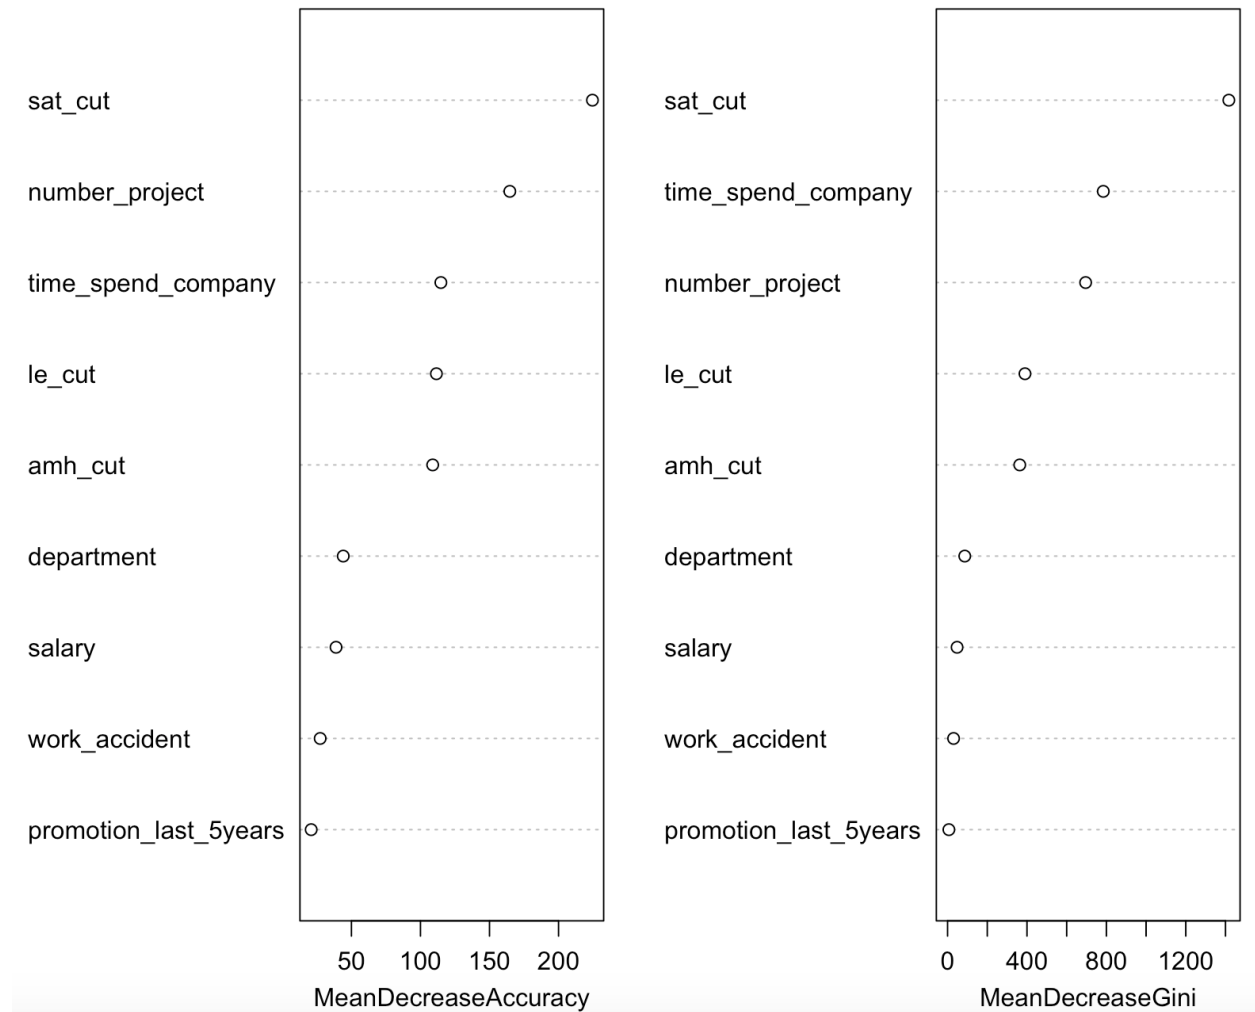 sat_cut
number_project
time_spend_company
le_cut
amh_cut
department
salary
work_accident
promotion_last_5years
50 100 150 200
MeanDecreaseAccuracy
sat_cut
time_spend_company
number_project
le_cut
amh_cut
department
salary
work_accident
promotion_last_5years
0 400 800 1200
MeanDecreaseGini